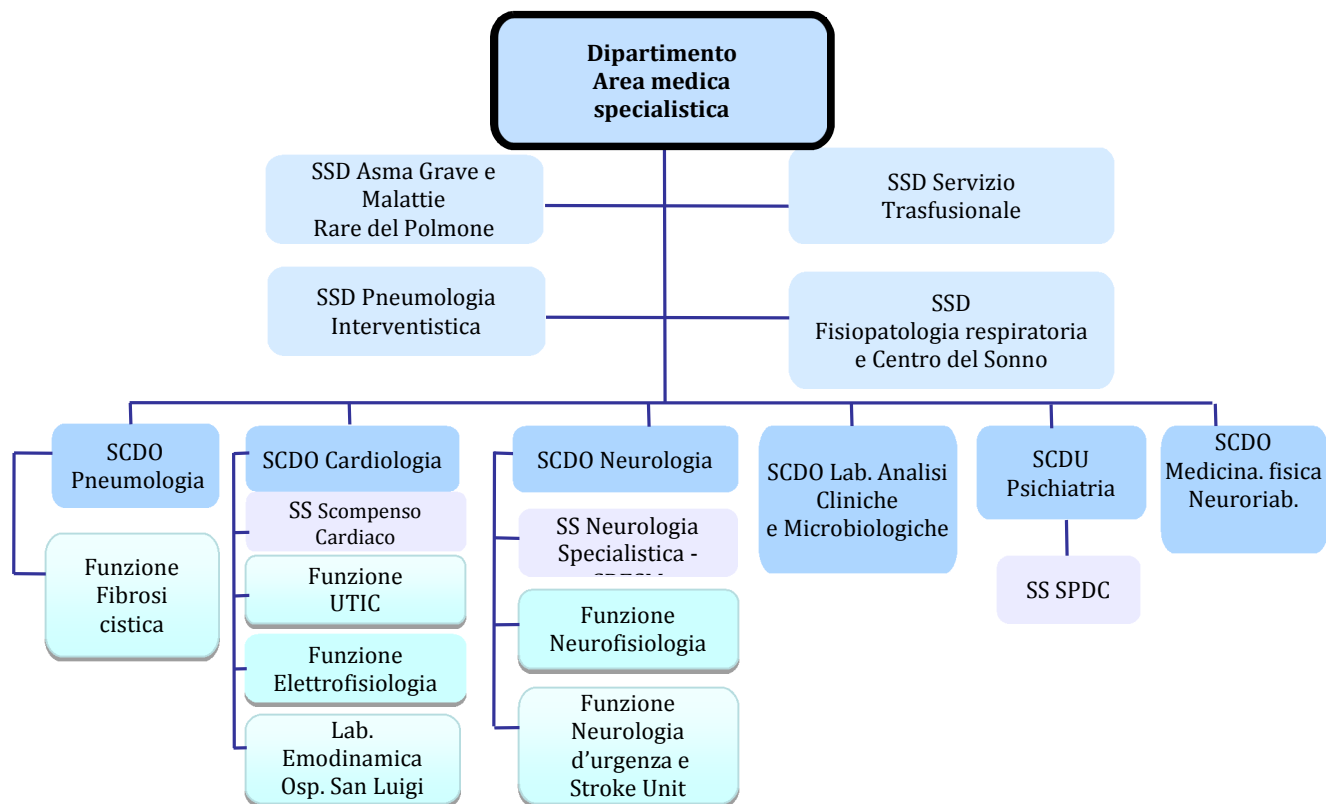 Dipartimento
Area medica
specialistica
SSD Asma Grave e
Malattie
Rare del Polmone
SSD Servizio
Trasfusionale
SSD Pneumologia
Interventistica
SSD
Fisiopatologia respiratoria
e Centro del Sonno
SCDO
Pneumologia
SCDO Cardiologia
SCDO Neurologia
SCDO Lab. Analisi
Cliniche
e Microbiologiche
SCDU
Psichiatria
SCDO
Medicina. fisica
Neuroriab.
Funzione
Fibrosi
cistica
SS Scompenso
Cardiaco
Funzione
UTIC
Funzione
Elettrofisiologia
Lab.
Emodinamica
Osp. San Luigi
SS Neurologia
Specialistica -
Funzione
Neurofisiologia
Funzione
Neurologia
d'urgenza e
Stroke Unit
SS SPDC